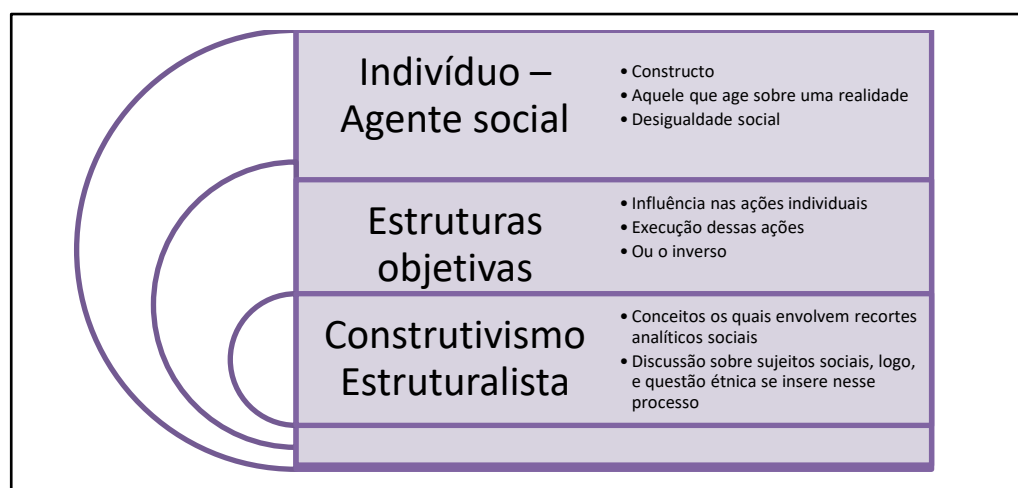 Indivíduo –
Agente social
• Constructo
• Aquele que age sobre uma realidade
• Desigualdade social
Estruturas
objetivas
• Influência nas ações individuais
• Execução dessas ações
• Ou o inverso
Construtivismo
Estruturalista
• Conceitos os quais envolvem recortes
analíticos sociais
• Discussão sobre sujeitos sociais, logo,
e questão étnica se insere nesse
processo